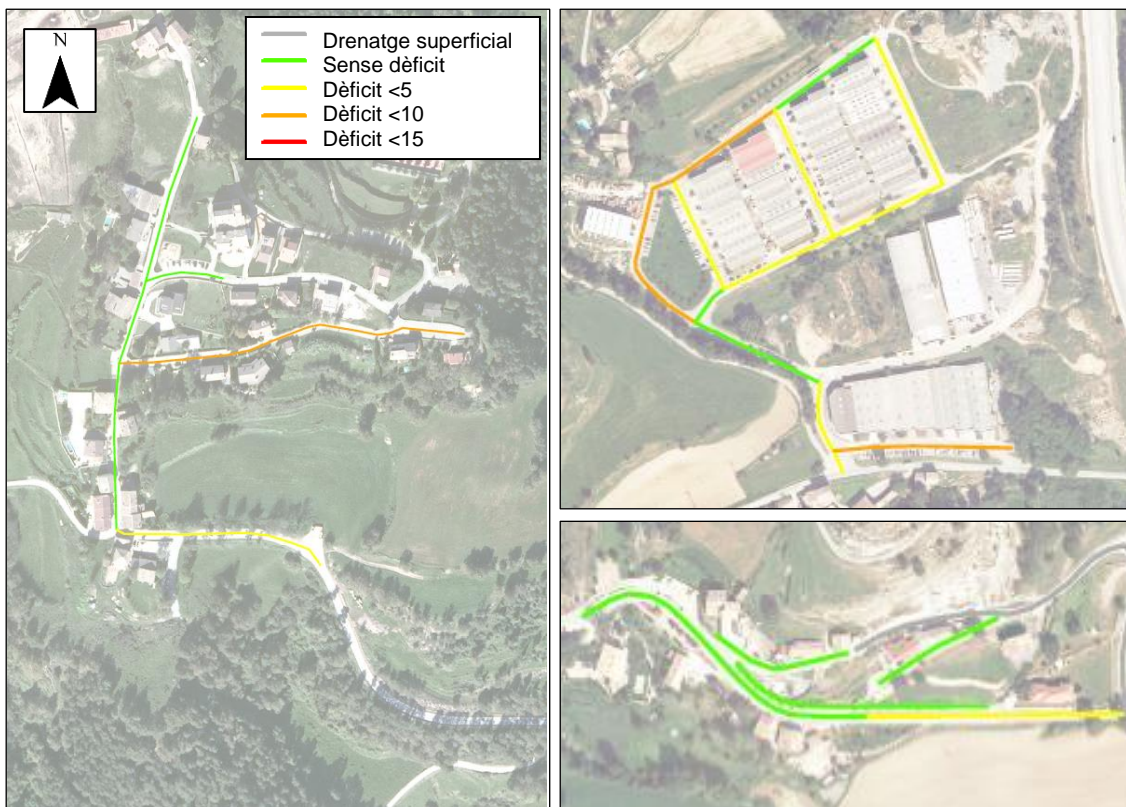 N
Drenatge superficial
Sense dèficit
Dèficit <5
Dèficit <10
Dèficit <15